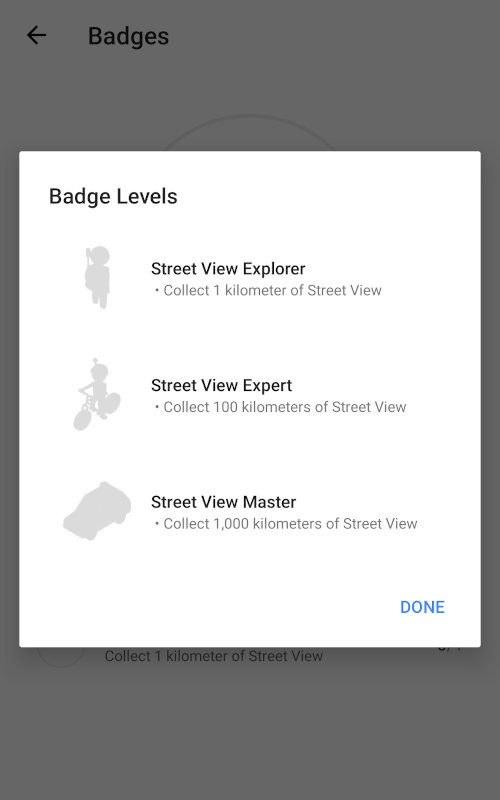 Badges
Badge Levels
Street View Explorer
• Collect 1 kilometer of Street View
Street View Expert
• Collect 100 kilometers of Street View
Street View Master
• Collect 1,000 kilometers of Street View
DONE
Collect 1 kilometer of Street View